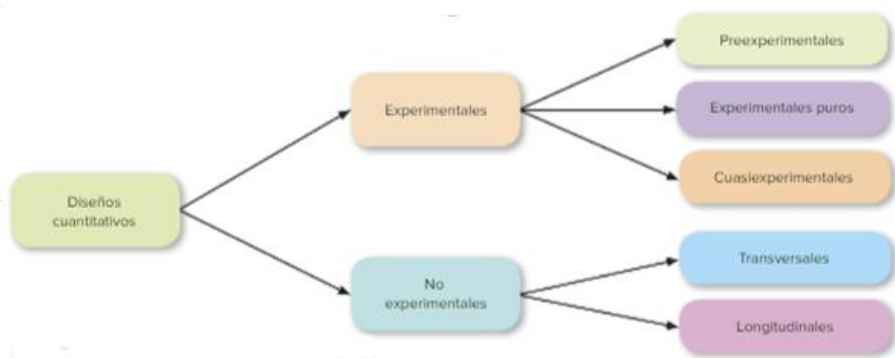 Diseños
cuantitativos
Experimentales
No
experimentales
Preexperimentales
Experimentales puros
Cuasiexperimentales
Transversales
Longitudinales